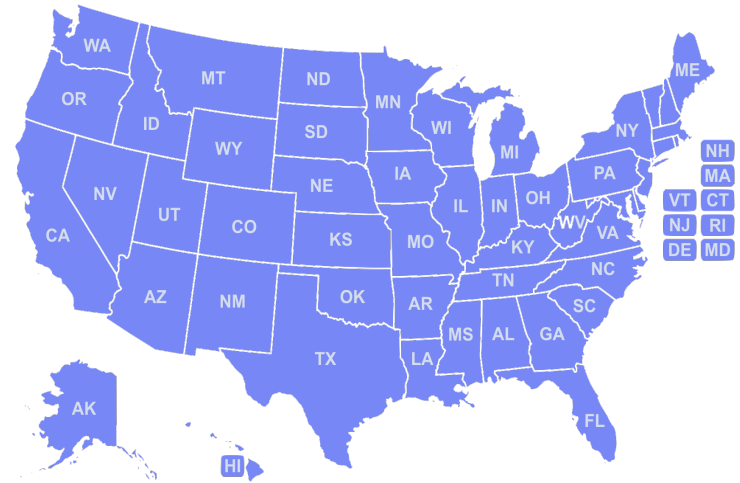 WA
MT
ND
MN
ME
OR
ID
SD
WI
NY
WY
MI
NH
IA
PA
MA
NV
NE
OH
UT
CO
IL
IN
VT
CT
CA
KS
MO
KY
WV
VA
NJ
RI
DE
MD
AZ
NM
OK
AR
TN
NC
SC
TX
LA
MS
AL
GA
AK
FL
HI